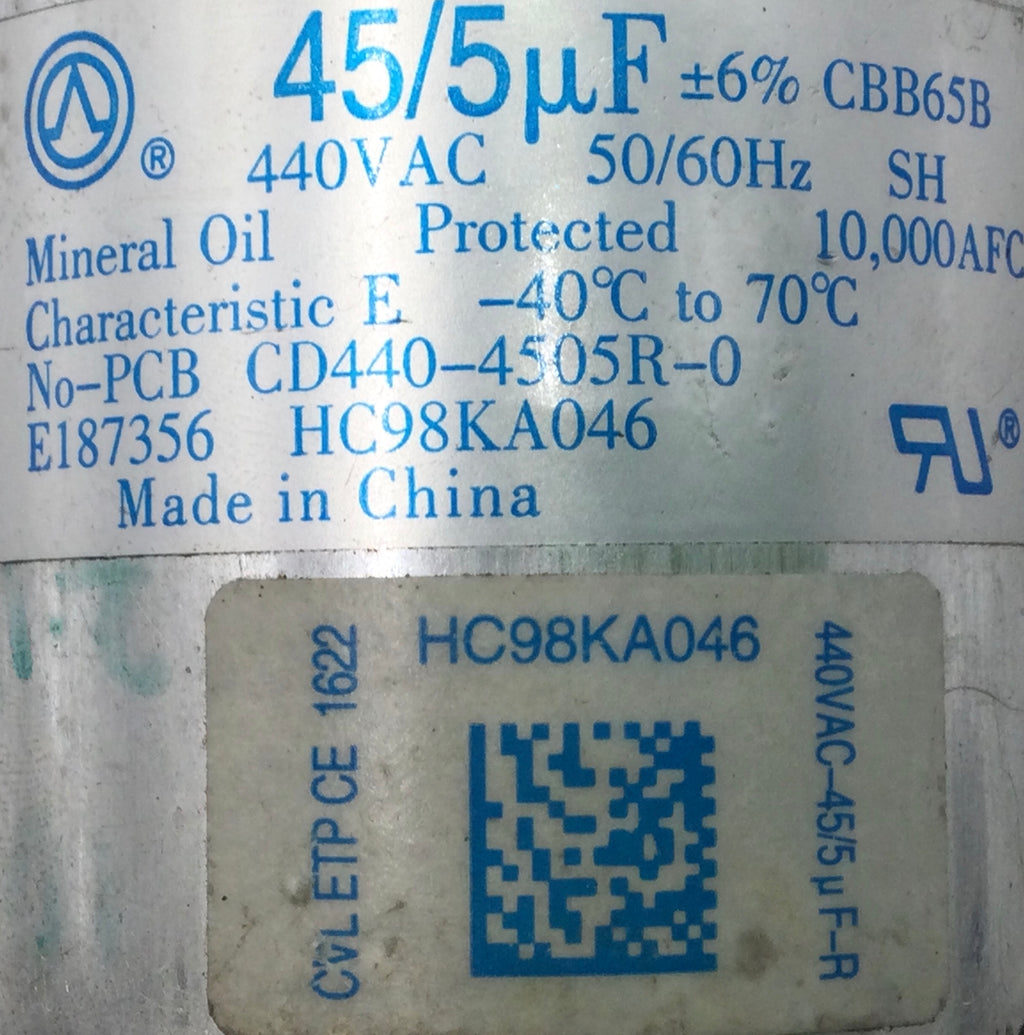 45/5µF ±6% CBB65B
® 440VAC 50/60Hz SH
Mineral Oil Protected 10,000AFC
Characteristic E -40℃ to 70℃
No-PCB CD440-4505R-0
E187356 HC98KA046
Made in China
RU®
HC98KA046
ETP CE 1622
440VAC-45/5µF-R